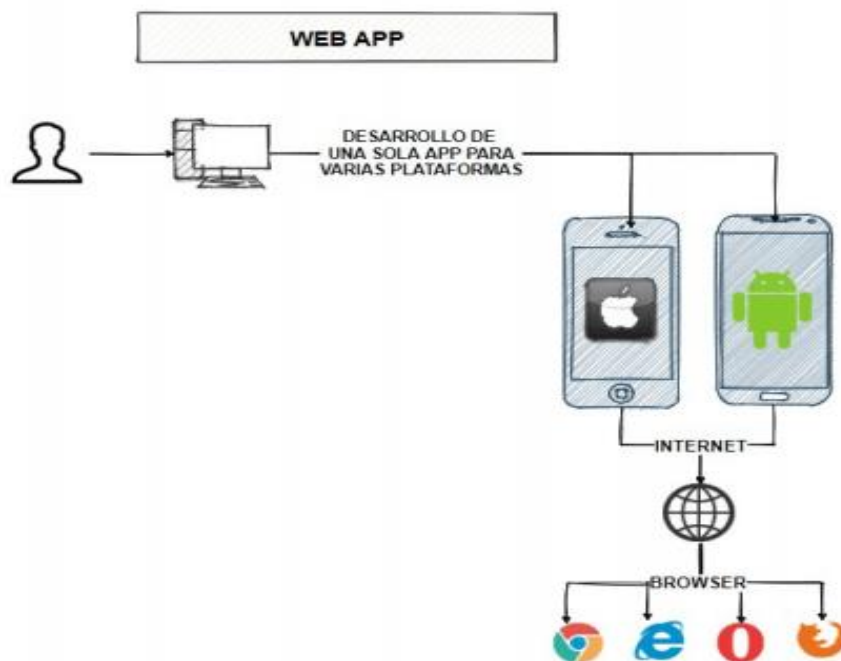 WEB APP
DESARROLLO DE
UNA SOLA APP PARA
VARIAS PLATAFORMAS
INTERNET
BROWSER